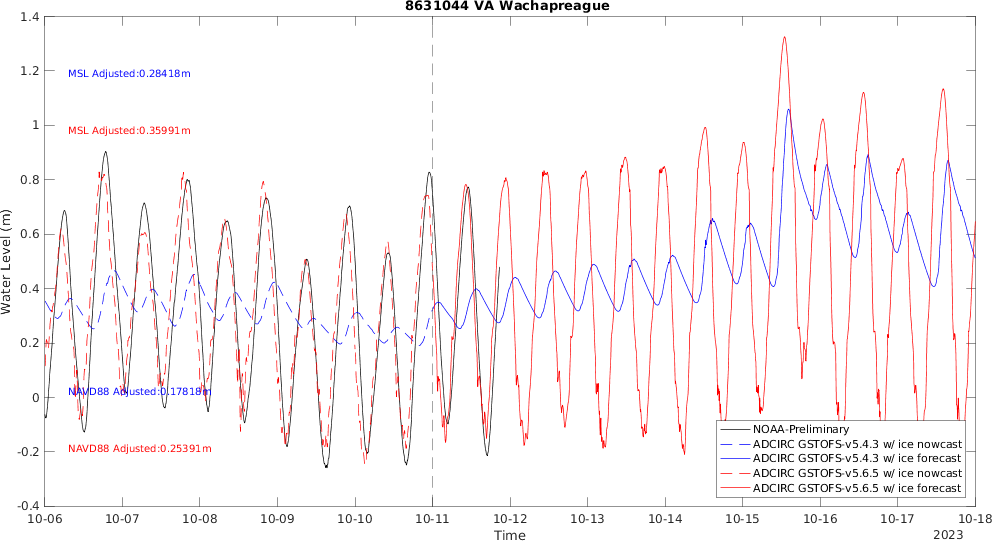 8631044 VA Wachapreague
1.4
1.2
1
0.8
0.6
0.4
0.2
0
-0.2
-0.4
Water Level (m)
MSL Adjusted:0.28418m
MSL Adjusted:0.35991m
NAVD88 Adjusted:0.17818m
NAVD88 Adjusted:0.25391m
NOAA-Preliminary
ADCIRC GSTOFS-v5.4.3 w/ ice nowcast
ADCIRC GSTOFS-v5.4.3 w/ ice forecast
ADCIRC GSTOFS-v5.6.5 w/ ice nowcast
ADCIRC GSTOFS-v5.6.5 w/ ice forecast
10-06 10-07 10-08 10-09 10-10 10-11 10-12 10-13 10-14 10-15 10-16 10-17 10-18
Time
2023